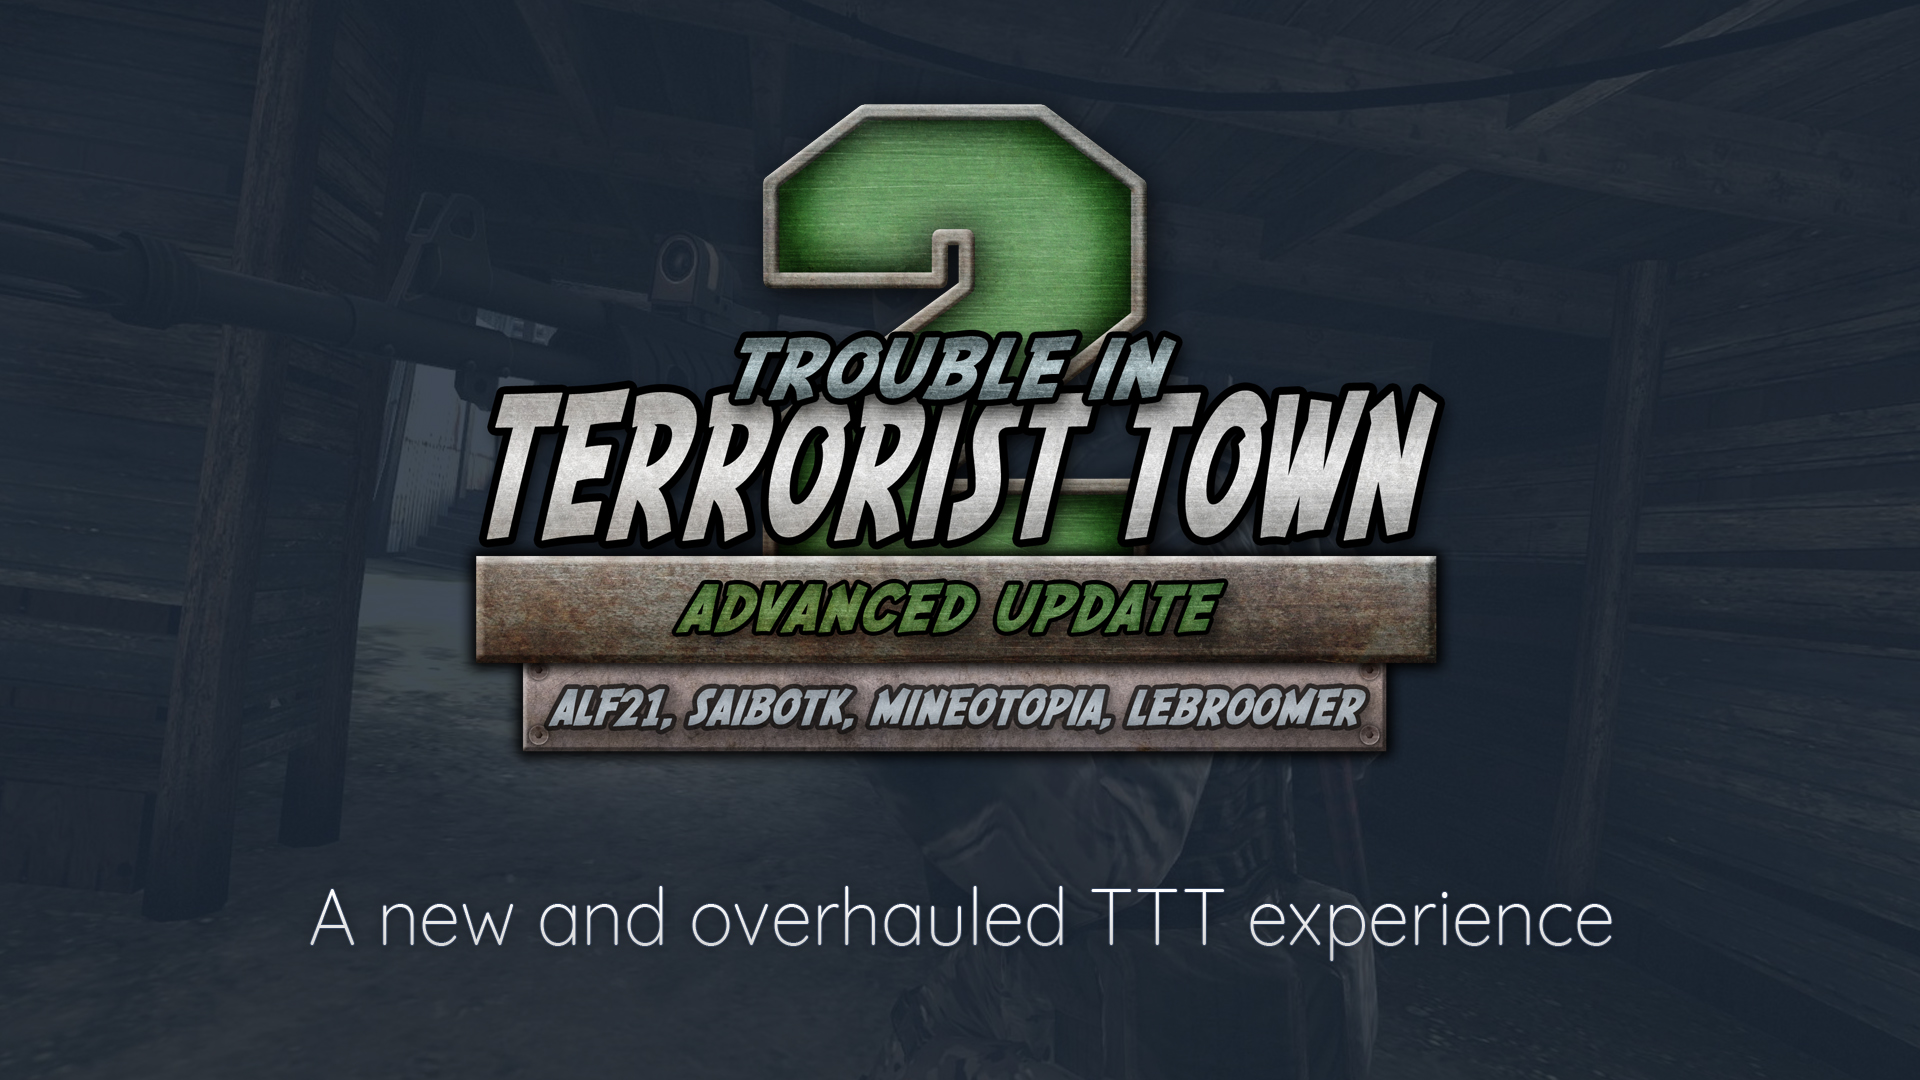 2
TROUBLE IN
TERRORIST TOWN
ADVANCED UPDATE
ALF21, SAIBOTK, MINEOTOPIA, LEBROOMER
A new and overhauled TTT experience